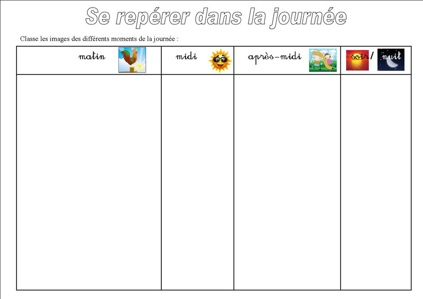 Se repérer dans la journée
Classe les images des différents moments de la journée :
matin midi après-midi soir/ nuit